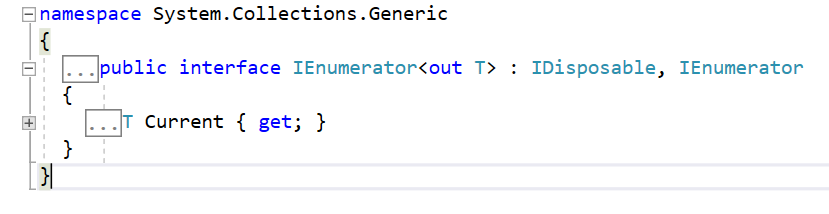 namespace System.Collections.Generic
{
...public interface IEnumerator<out T> : IDisposable, IEnumerator
{
...T Current { get; }
}
}